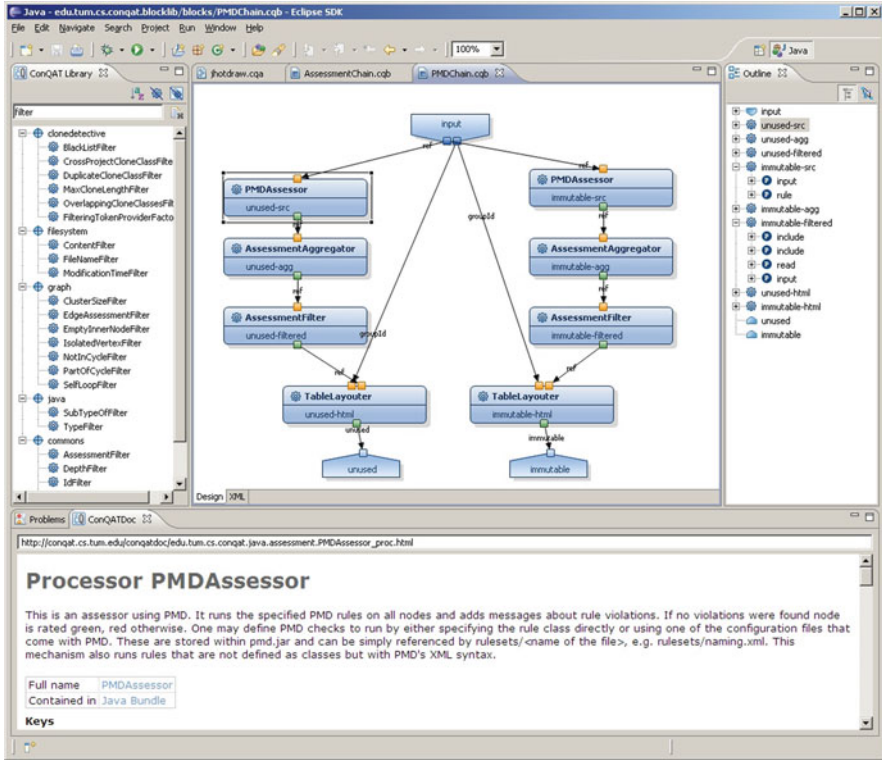 Java - edu.tum.cs.conqat.blocklib/blocks/PMDChain.cqb - Eclipse SDK
File Edit Navigate Search Project Run Window Help
100%
Java
ConQAT Library
jhotdraw.cqa
AssessmentChain.cqb
PMDChain.cqb
Outline
filter
clonedetective
BlackListFilter
CrossProjectCloneClassFilte
DuplicateCloneClassFilter
MaxCloneLengthFilter
OverlappingCloneClassesFilt
FilteringTokenProviderFacto
filesystem
ContentFilter
FileNameFilter
ModificationTimeFilter
graph
ClusterSizeFilter
EdgeAssessmentFilter
EmptyInnerNodeFilter
IsolatedVertexFilter
NotInCycleFilter
PartOfCycleFilter
SelfLoopFilter
java
SubTypeOfFilter
TypeFilter
commons
AssessmentFilter
DepthFilter
IdFilter
input
ref
ref
PMDAssessor
unused-src
PMDAssessor
immutable-src
ref
groupId
ref
AssessmentAggregator
unused-agg
AssessmentAggregator
immutable-agg
ref
ref
AssessmentFilter
unused-filtered
groupId
AssessmentFilter
immutable-filtered
ref
ref
TableLayouter
unused-html
TableLayouter
immutable-html
unused
immutable
unused
immutable
Design XML
input
unused-src
unused-agg
unused-filtered
immutable-src
input
rule
immutable-agg
immutable-filtered
include
include
read
input
unused-html
immutable-html
unused
immutable
Problems
ConQATDoc
http://conqat.cs.tum.edu/conqatdoc/edu.tum.cs.conqat.java.assessment.PMDAssessor_proc.html
Processor PMDAssessor
This is an assessor using PMD. It runs the specified PMD rules on all nodes and adds messages about rule violations. If no violations were found node
is rated green, red otherwise. One may define PMD checks to run by either specifying the rule class directly or using one of the configuration files that
come with PMD. These are stored within pmd.jar and can be simply referenced by rulesets/<name of the file>, e.g. rulesets/naming.xml. This
mechanism also runs rules that are not defined as classes but with PMD's XML syntax.
Full name PMDAssessor
Contained in Java Bundle
Keys